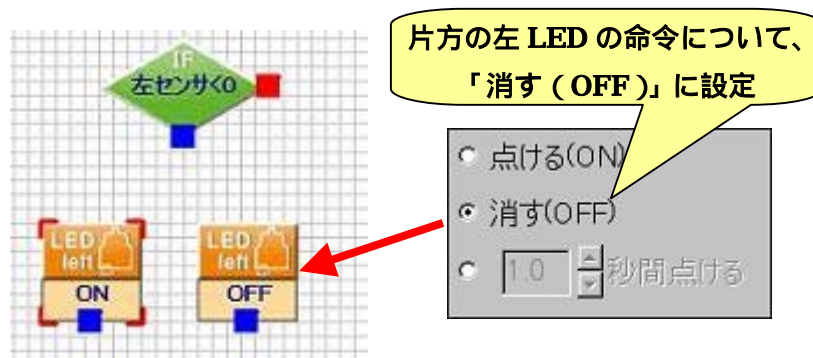 片方の左 LED の命令について、
「消す（OFF）」に設定
IF
左センサ<0
点ける(ON)
消す(OFF)
1.0 秒間点ける
LED
left
ON
LED
left
OFF